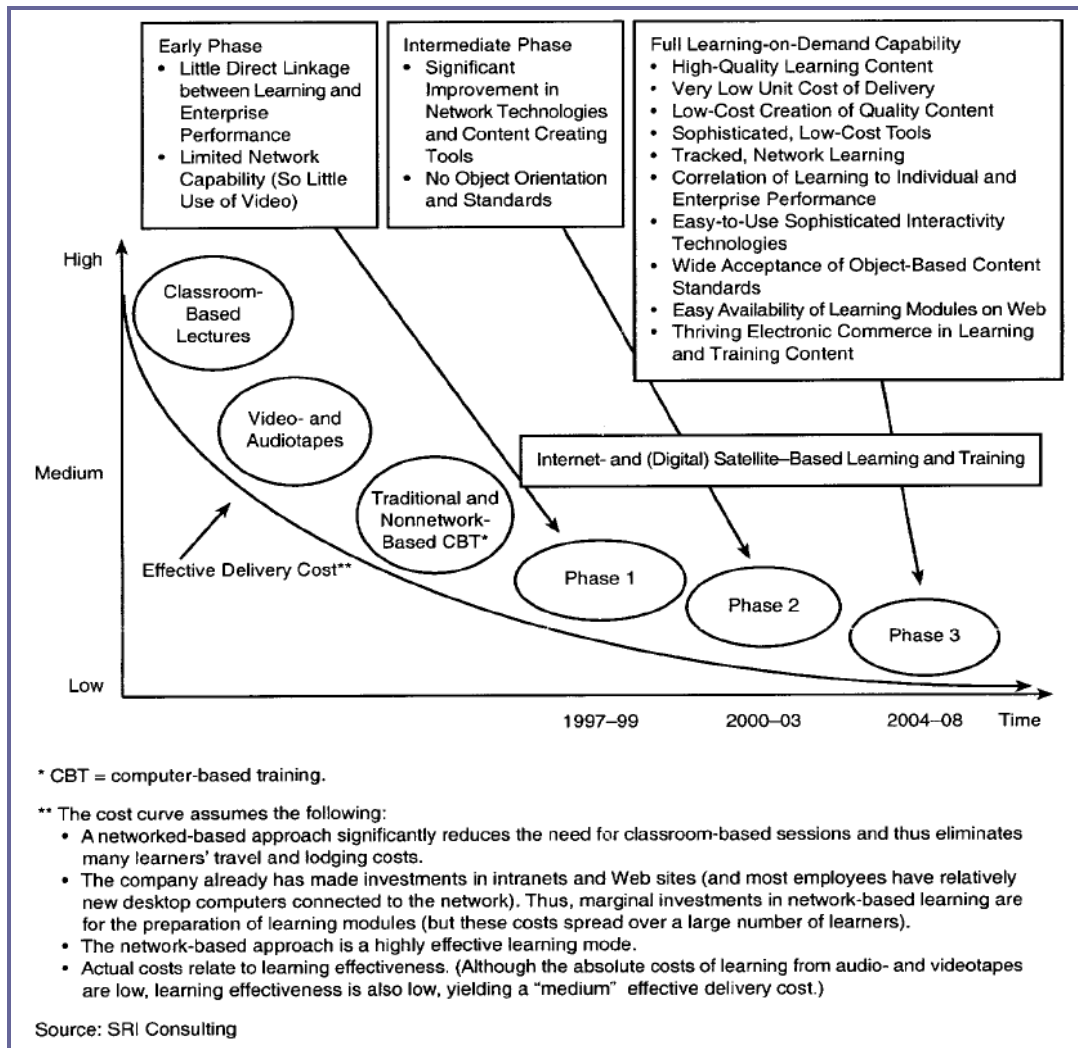 Early Phase
• Little Direct Linkage
between Learning and
Enterprise
Performance
• Limited Network
Capability (So Little
Use of Video)
Intermediate Phase
• Significant
Improvement in
Network Technologies
and Content Creating
Tools
• No Object Orientation
and Standards
Full Learning-on-Demand Capability
• High-Quality Learning Content
• Very Low Unit Cost of Delivery
• Low-Cost Creation of Quality Content
• Sophisticated, Low-Cost Tools
• Tracked, Network Learning
• Correlation of Learning to Individual and
Enterprise Performance
• Easy-to-Use Sophisticated Interactivity
Technologies
• Wide Acceptance of Object-Based Content
Standards
• Easy Availability of Learning Modules on Web
• Thriving Electronic Commerce in Learning
and Training Content
High
Medium
Low
Classroom-
Based
Lectures
Video- and
Audiotapes
Traditional and
Nonnetwork-
Based CBT*
Effective Delivery Cost**
Internet- and (Digital) Satellite–Based Learning and Training
Phase 1
Phase 2
Phase 3
1997–99
2000–03
2004–08
Time
* CBT = computer-based training.
** The cost curve assumes the following:
• A networked-based approach significantly reduces the need for classroom-based sessions and thus eliminates
many learners' travel and lodging costs.
• The company already has made investments in intranets and Web sites (and most employees have relatively
new desktop computers connected to the network). Thus, marginal investments in network-based learning are
for the preparation of learning modules (but these costs spread over a large number of learners).
• The network-based approach is a highly effective learning mode.
• Actual costs relate to learning effectiveness. (Although the absolute costs of learning from audio- and videotapes
are low, learning effectiveness is also low, yielding a "medium" effective delivery cost.)
Source: SRI Consulting